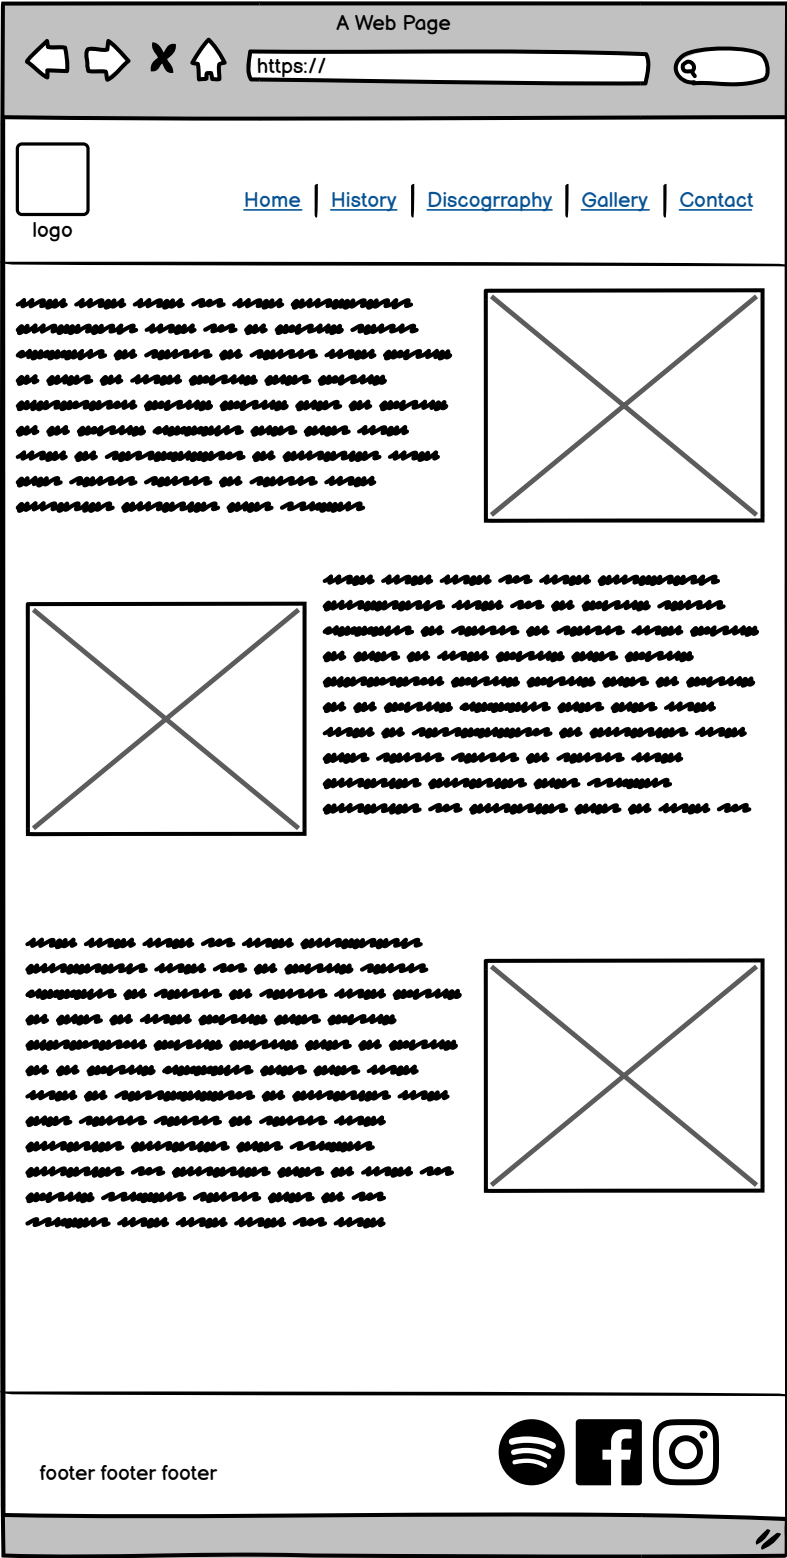 A Web Page
https://
Home | History | Discogrraphy | Gallery | Contact
logo
footer footer footer